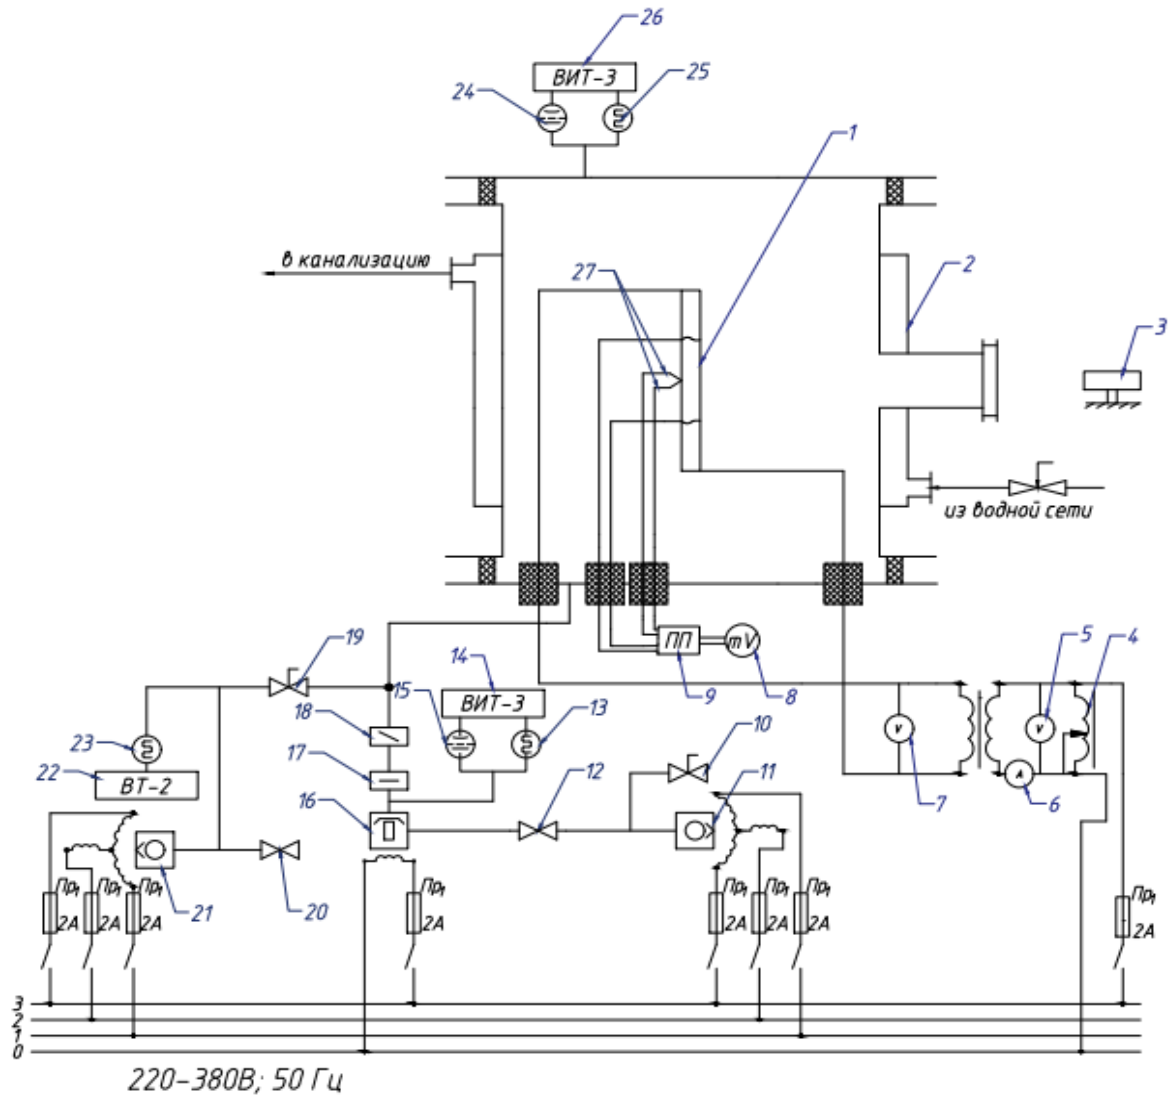 26
ВИТ-3
25
24
1
в канализацию
27
2
3
из водной сети
19
14
ПП
mV
5
4
15
ВИТ-3
13
9
8
18
10
v
v
23
17
12
11
А
22
ВТ-2
16
7
6
Пр₁
2А
Пр₁
2А
Пр₁
2А
21
20
Пр₁
2А
Пр₁
2А
Пр₁
2А
Пр₁
2А
Пр₁
2А
3
2
1
0
220-380В; 50 Гц